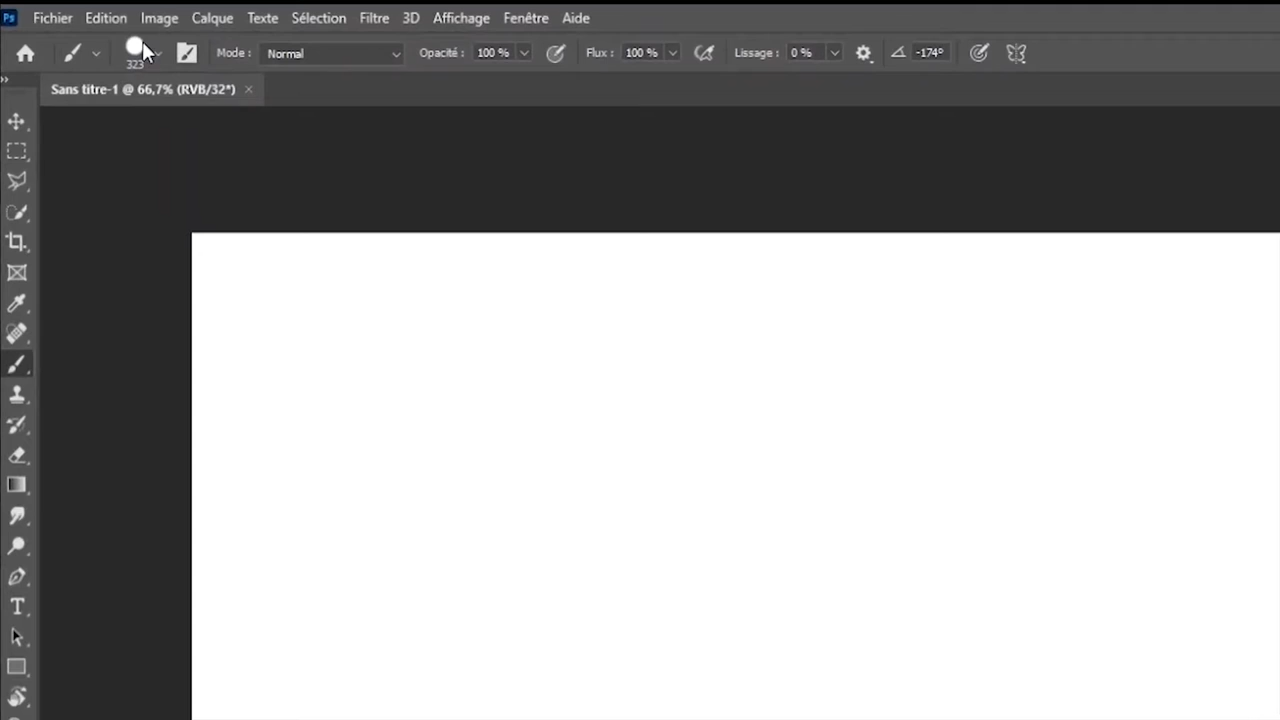 Ps Fichier Edition Image Calque Texte Sélection Filtre 3D Affichage Fenêtre Aide
323 Mode : Normal Opacité : 100 % Flux : 100 % Lissage : 0 % -174°
Sans titre-1 @ 66,7% (RVB/32*) ×
T